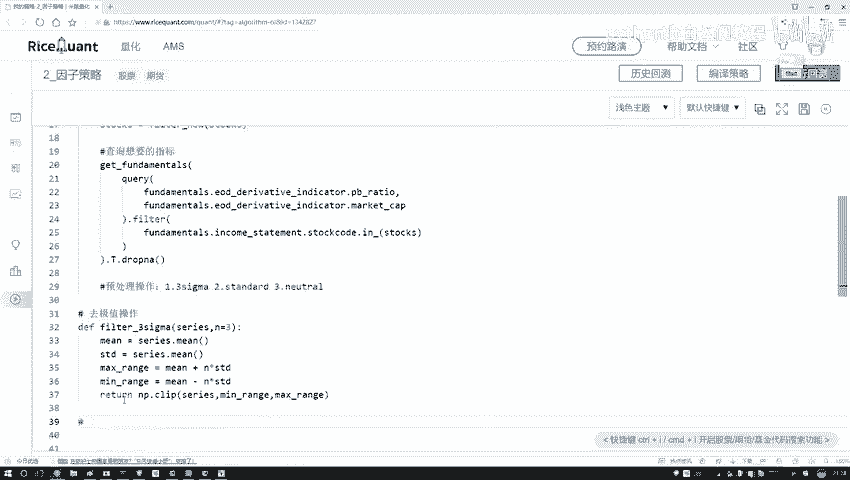 https://www.ricequant.com/quant/#?tag=algorithm
RiceQuant 量化 AMS 预约路演 帮助文档 社区
2_因子策略 股票 期货 历史回测 编译策略
浅色主题 默认快捷键
18
19 #查询想要的指标
20 get_fundamentals(
21 query(
22 fundamentals.eod_derivative_indicator.pb_ratio,
23 fundamentals.eod_derivative_indicator.market_cap
24 ).filter(
25 fundamentals.income_statement.stockcode.in_(stocks)
26 )
27 ).T.dropna()
28
29 #预处理操作：1.3sigma 2.standard 3.neutral
30
31 # 去极值操作
32 def filter_3sigma(series,n=3):
33 mean = series.mean()
34 std = series.mean()
35 max_range = mean + n*std
36 min_range = mean - n*std
37 return np.clip(series,min_range,max_range)
38
39 #
40
41
< 快捷键 ctrl + i / cmd + i 开启股票/期货/基金代码搜索功能 >